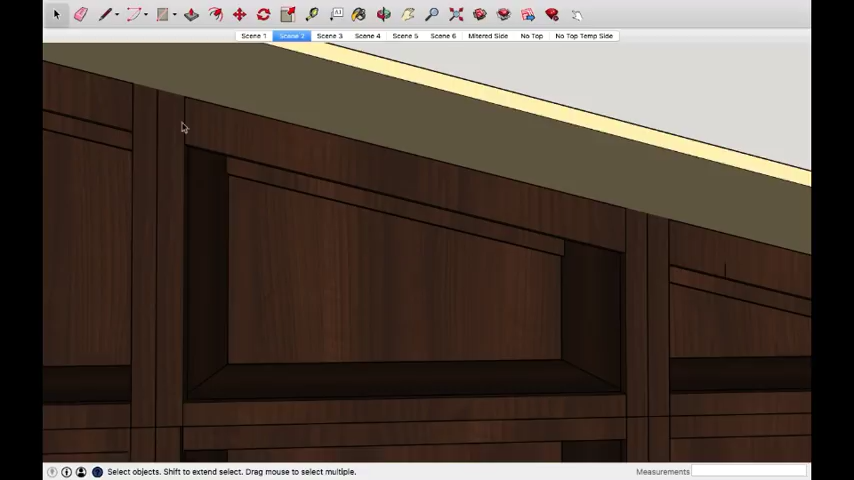 Scene 1 Scene 2 Scene 3 Scene 4 Scene 5 Scene 6 Mitered Side No Top No Top Temp Side
Select objects. Shift to extend select. Drag mouse to select multiple. Measurements